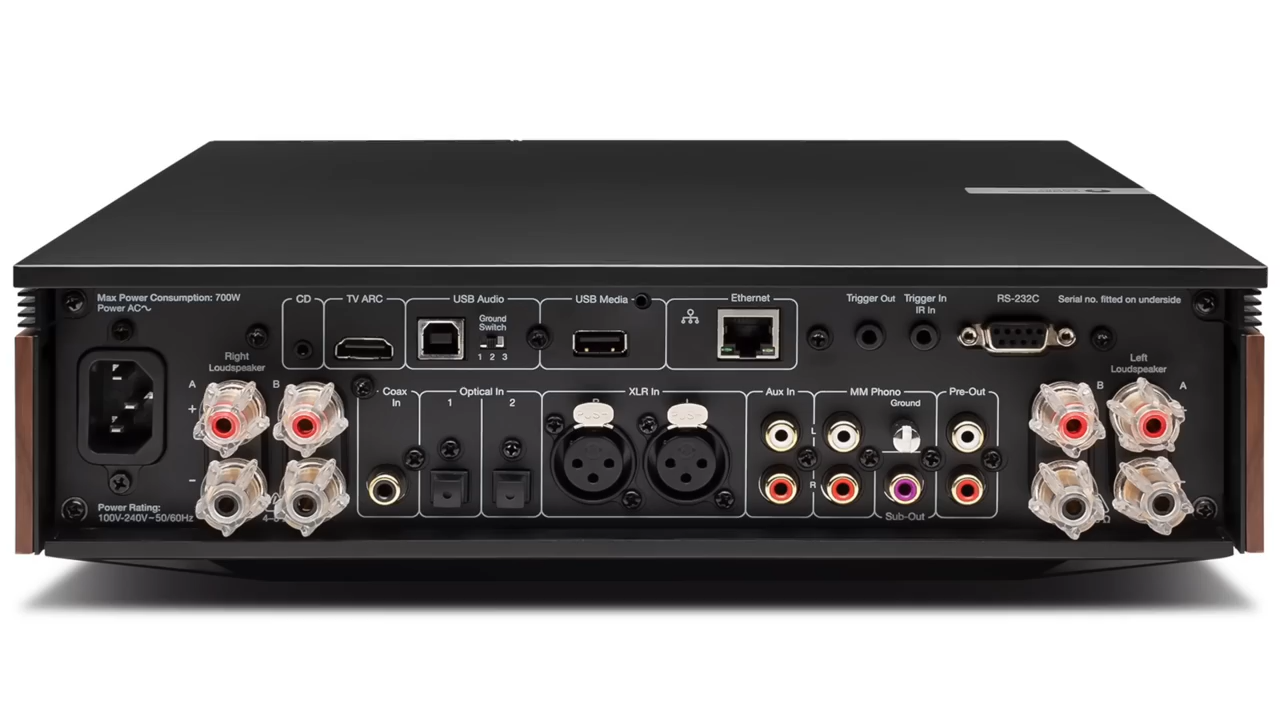 Max Power Consumption: 700W
Power AC~
CD
TV ARC
USB Audio
Ground
Switch
1 2 3
USB Media
Ethernet
Trigger Out
Trigger In
IR In
RS-232C
Serial no. fitted on underside
Right
Loudspeaker
A
B
+
-
Coax
In
Optical In
1
2
XLR In
PUSH
PUSH
Aux In
L
R
MM Phono
Ground
Sub-Out
Pre-Out
Left
Loudspeaker
B
A
Power Rating:
100V-240V~50/60Hz